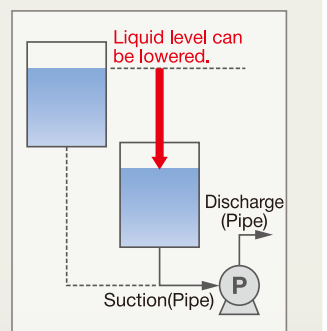 Liquid level can
be lowered.
Discharge
(Pipe)
P
Suction(Pipe)